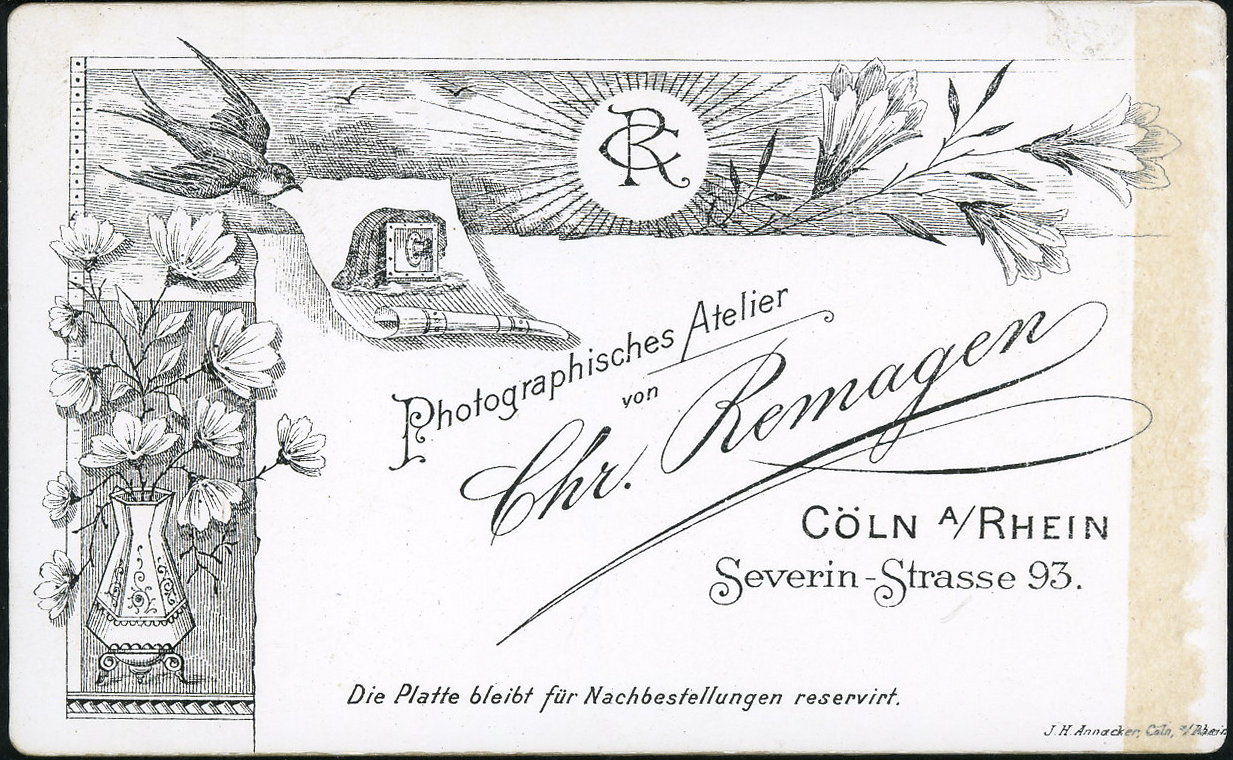 CR
Photographisches Atelier
von
Chr. Remagen
CÖLN A/RHEIN
Severin-Strasse 93.
Die Platte bleibt für Nachbestellungen reservirt.
J. H. Annacker, Cöln, a/Rhein